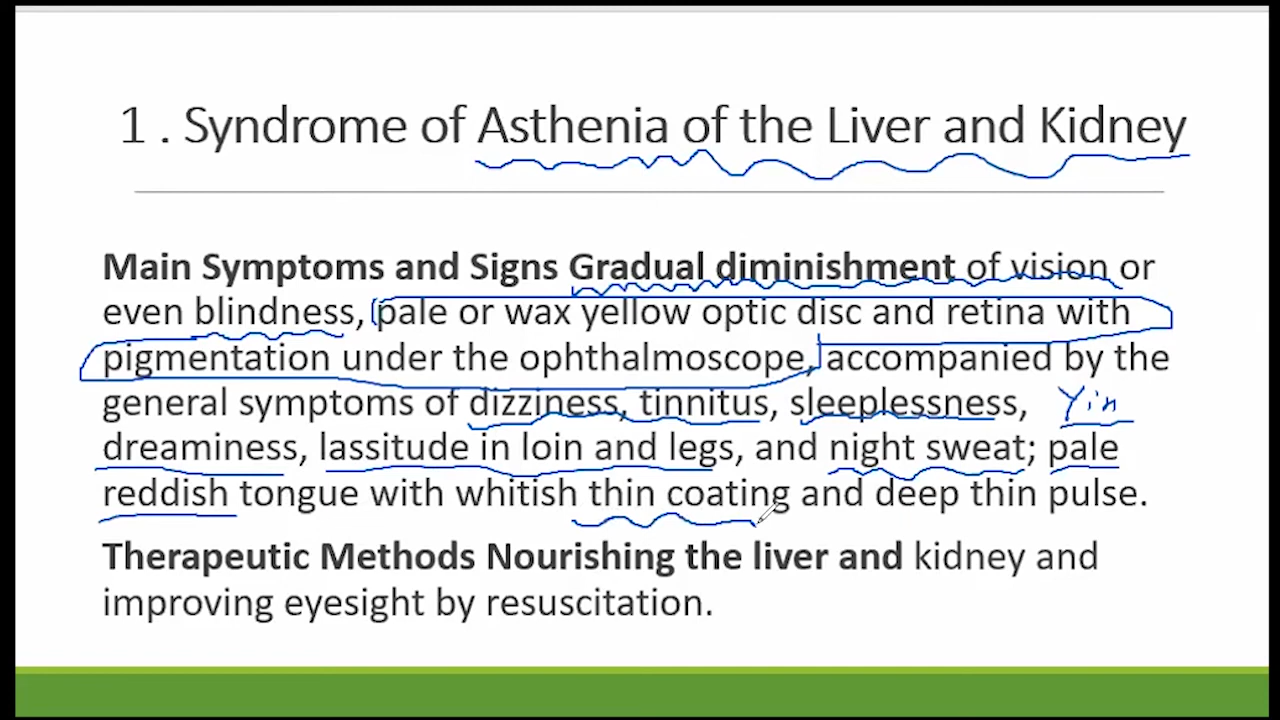 1 . Syndrome of Asthenia of the Liver and Kidney
Main Symptoms and Signs Gradual diminishment of vision or
even blindness, pale or wax yellow optic disc and retina with
pigmentation under the ophthalmoscope, accompanied by the
general symptoms of dizziness, tinnitus, sleeplessness, Yin
dreaminess, lassitude in loin and legs, and night sweat; pale
reddish tongue with whitish thin coating and deep thin pulse.
Therapeutic Methods Nourishing the liver and kidney and
improving eyesight by resuscitation.